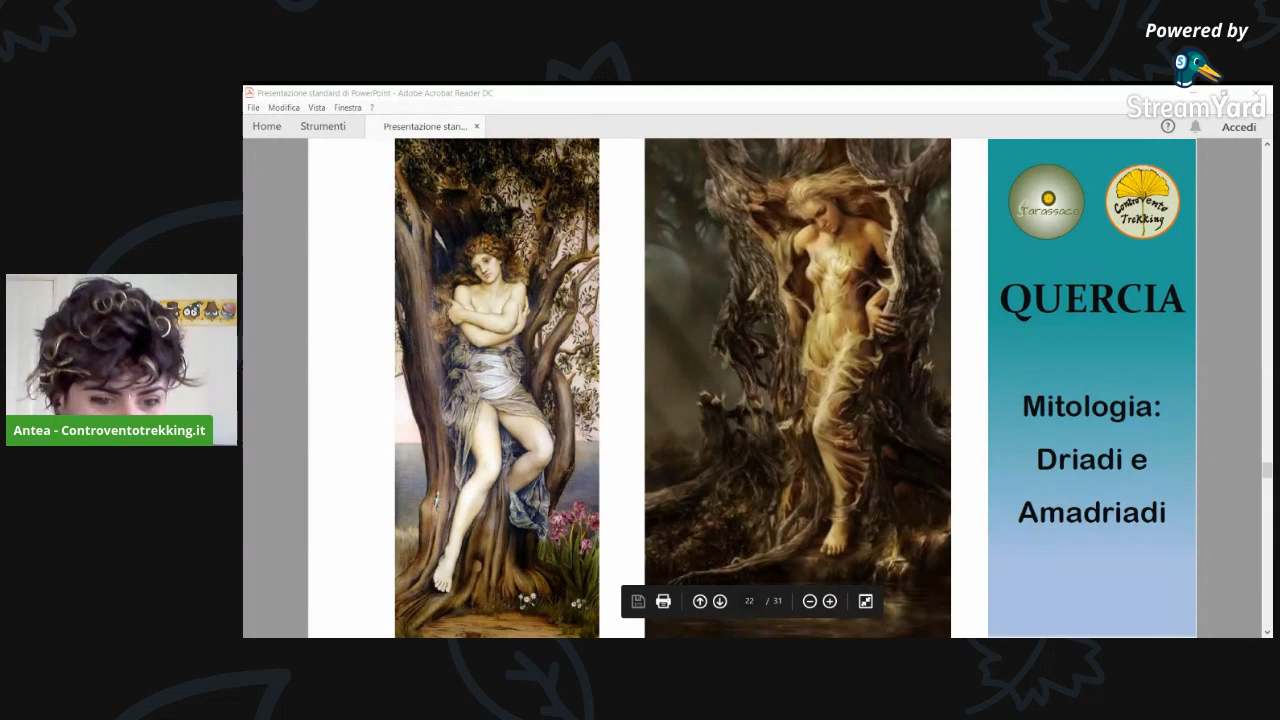 Powered by
StreamYard
Presentazione standard di PowerPoint - Adobe Acrobat Reader DC
File Modifica Vista Finestra ?
Home Strumenti Presentazione stan... × Accedi
Tarassaco
Controvento
Trekking
QUERCIA
Mitologia:
Driadi e
Amadriadi
Antea - Controventotrekking.it
22 / 31